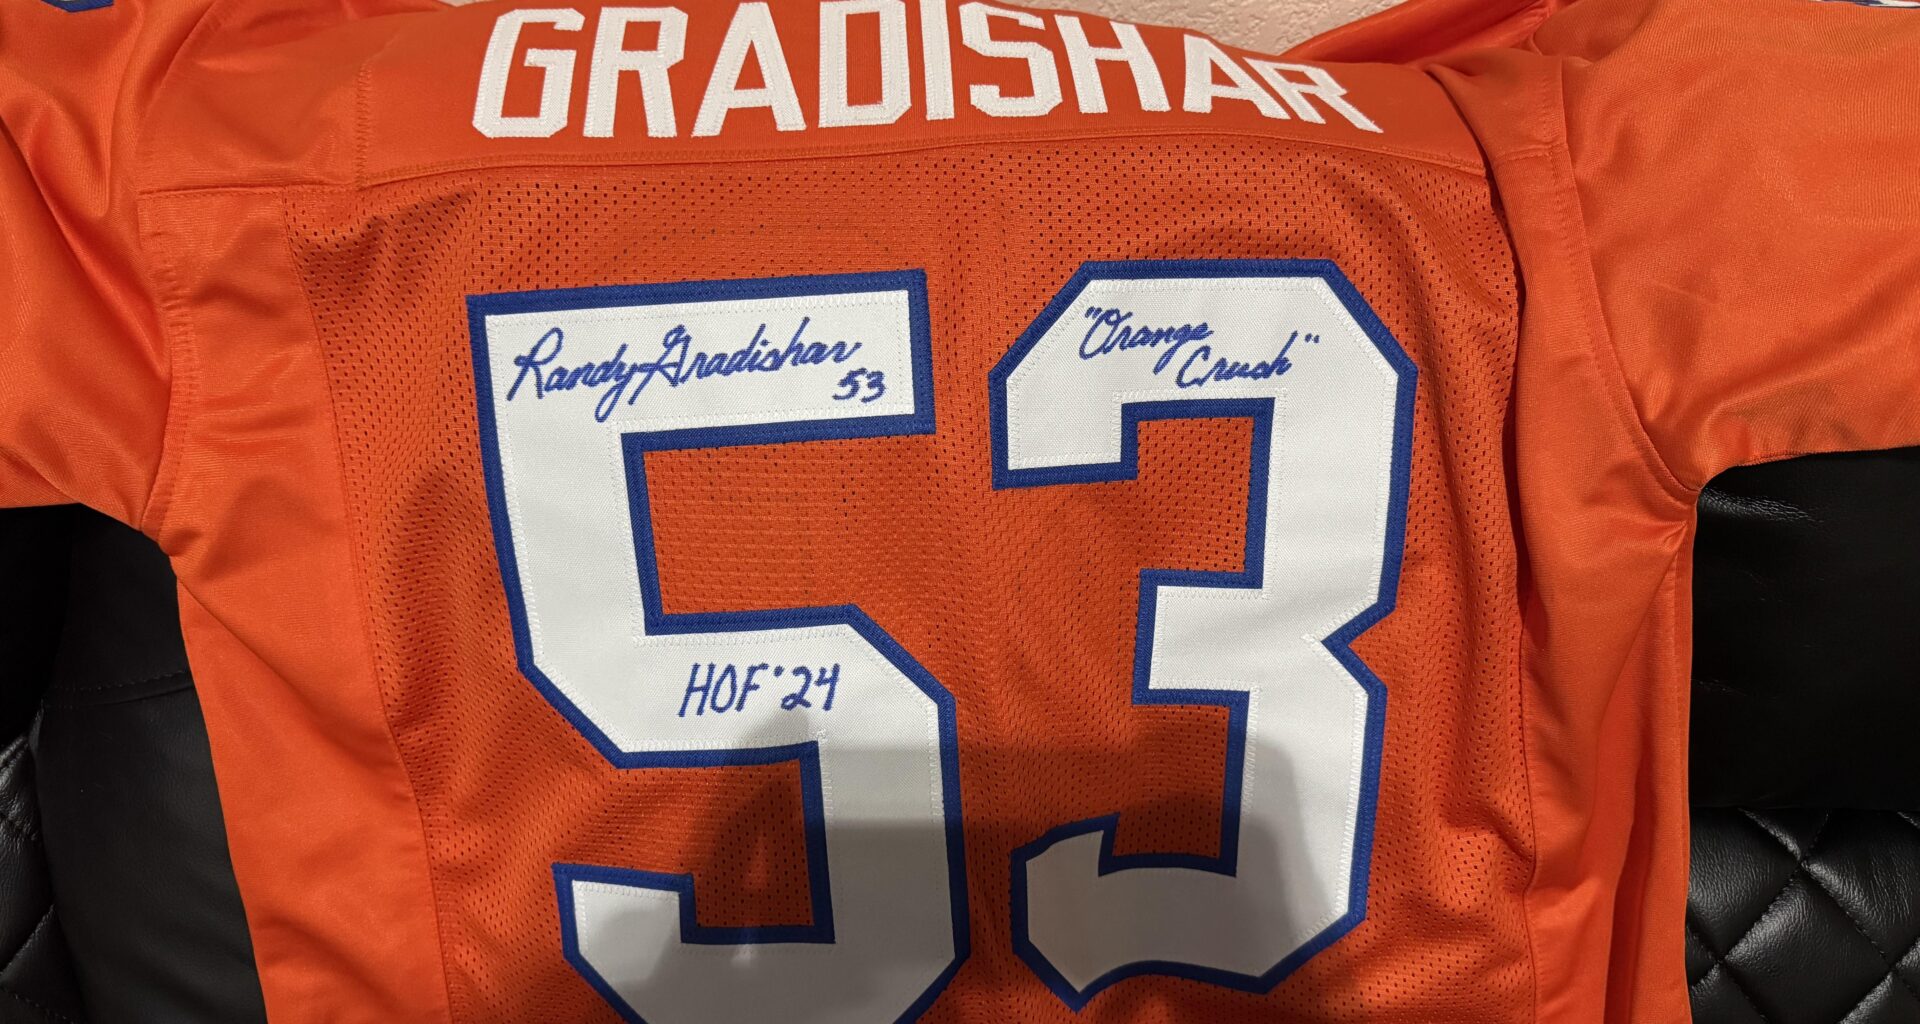 GRADISHAR
53
Randy Gradishar
53
"Orange
Crush"
HOF '24